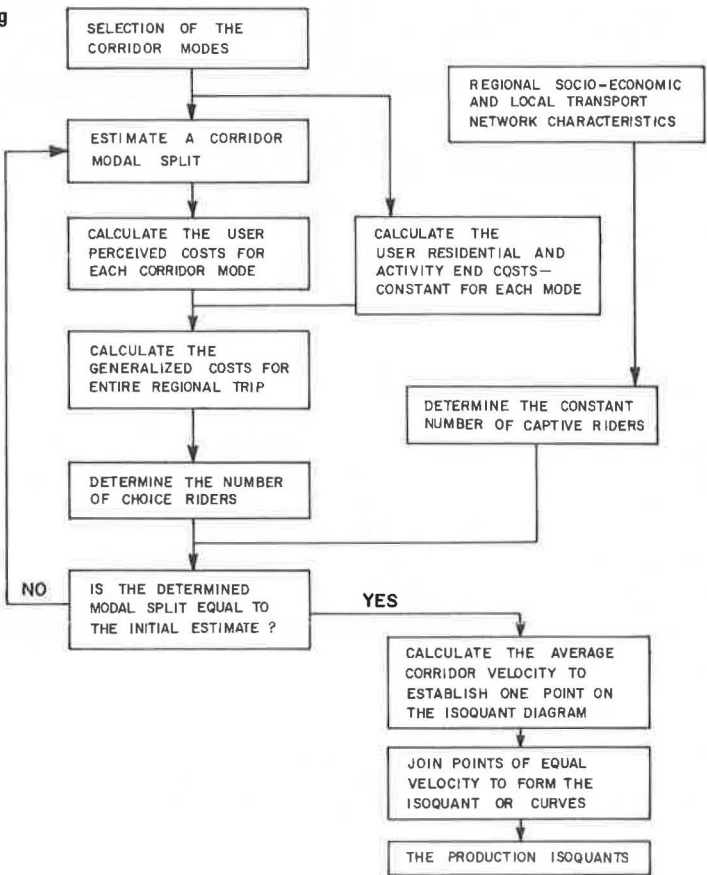 g
SELECTION OF THE
CORRIDOR MODES
REGIONAL SOCIO-ECONOMIC
AND LOCAL TRANSPORT
NETWORK CHARACTERISTICS
ESTIMATE A CORRIDOR
MODAL SPLIT
CALCULATE THE USER
PERCEIVED COSTS FOR
EACH CORRIDOR MODE
CALCULATE THE
USER RESIDENTIAL AND
ACTIVITY END COSTS—
CONSTANT FOR EACH MODE
CALCULATE THE
GENERALIZED COSTS FOR
ENTIRE REGIONAL TRIP
DETERMINE THE CONSTANT
NUMBER OF CAPTIVE RIDERS
DETERMINE THE NUMBER
OF CHOICE RIDERS
NO
IS THE DETERMINED
MODAL SPLIT EQUAL TO
THE INITIAL ESTIMATE ?
YES
CALCULATE THE AVERAGE
CORRIDOR VELOCITY TO
ESTABLISH ONE POINT ON
THE ISOQUANT DIAGRAM
JOIN POINTS OF EQUAL
VELOCITY TO FORM THE
ISOQUANT OR CURVES
THE PRODUCTION ISOQUANTS